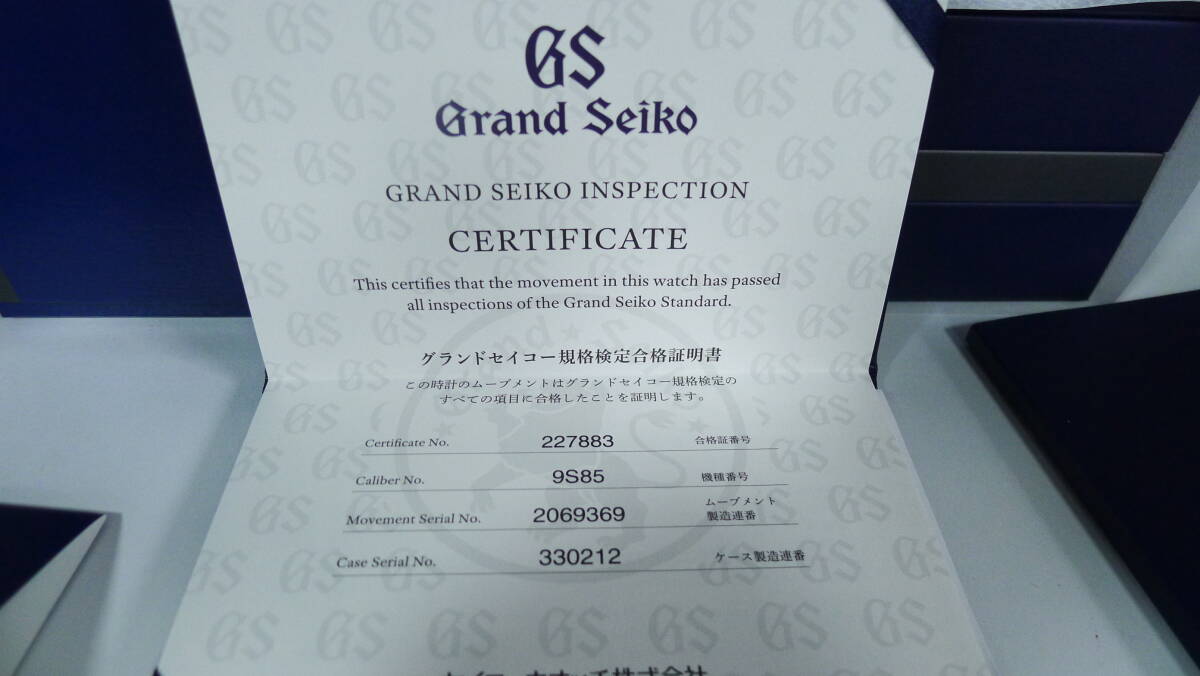 GS
Grand Seiko
GRAND SEIKO INSPECTION
CERTIFICATE
This certifies that the movement in this watch has passed
all inspections of the Grand Seiko Standard.
グランドセイコー規格検定合格証明書
この時計のムーブメントはグランドセイコー規格検定の
すべての項目に合格したことを証明します。
Certificate No. 227883 合格証番号
Caliber No. 9S85 機種番号
ムーブメント
Movement Serial No. 2069369 製造連番
Case Serial No. 330212 ケース製造連番